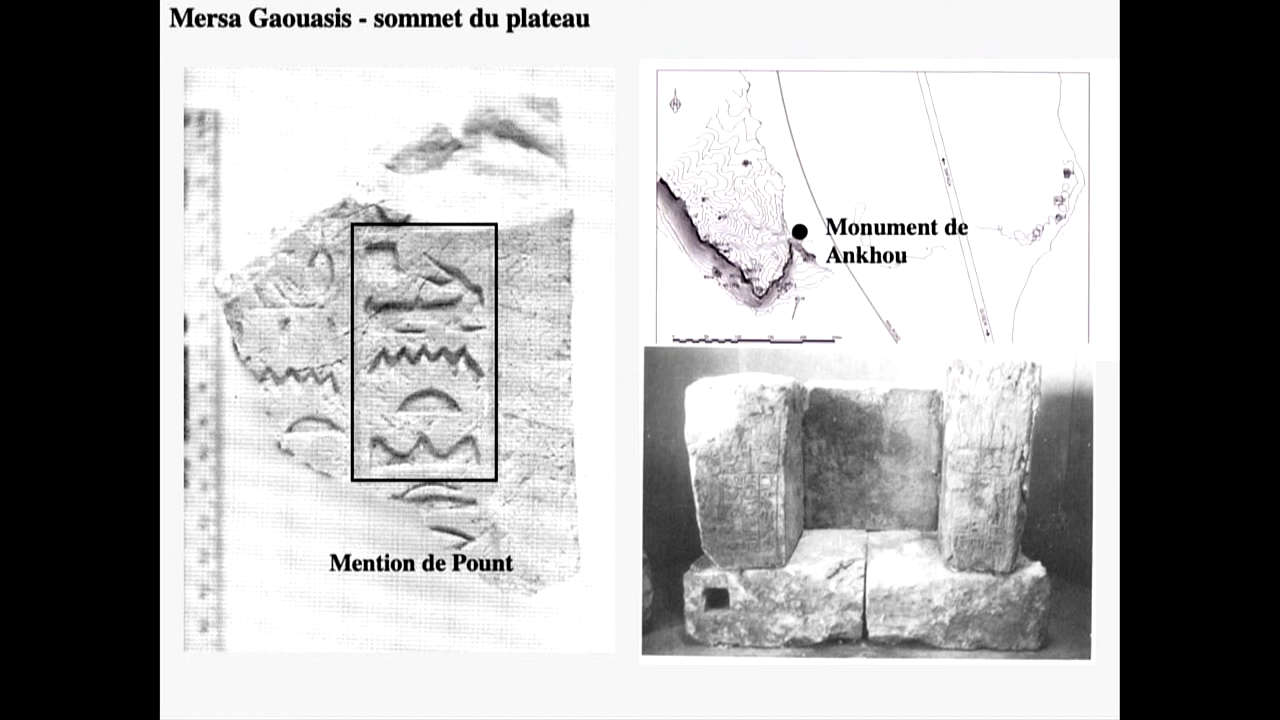 Mersa Gaouasis - sommet du plateau
Monument de
Ankhou
Mention de Pount